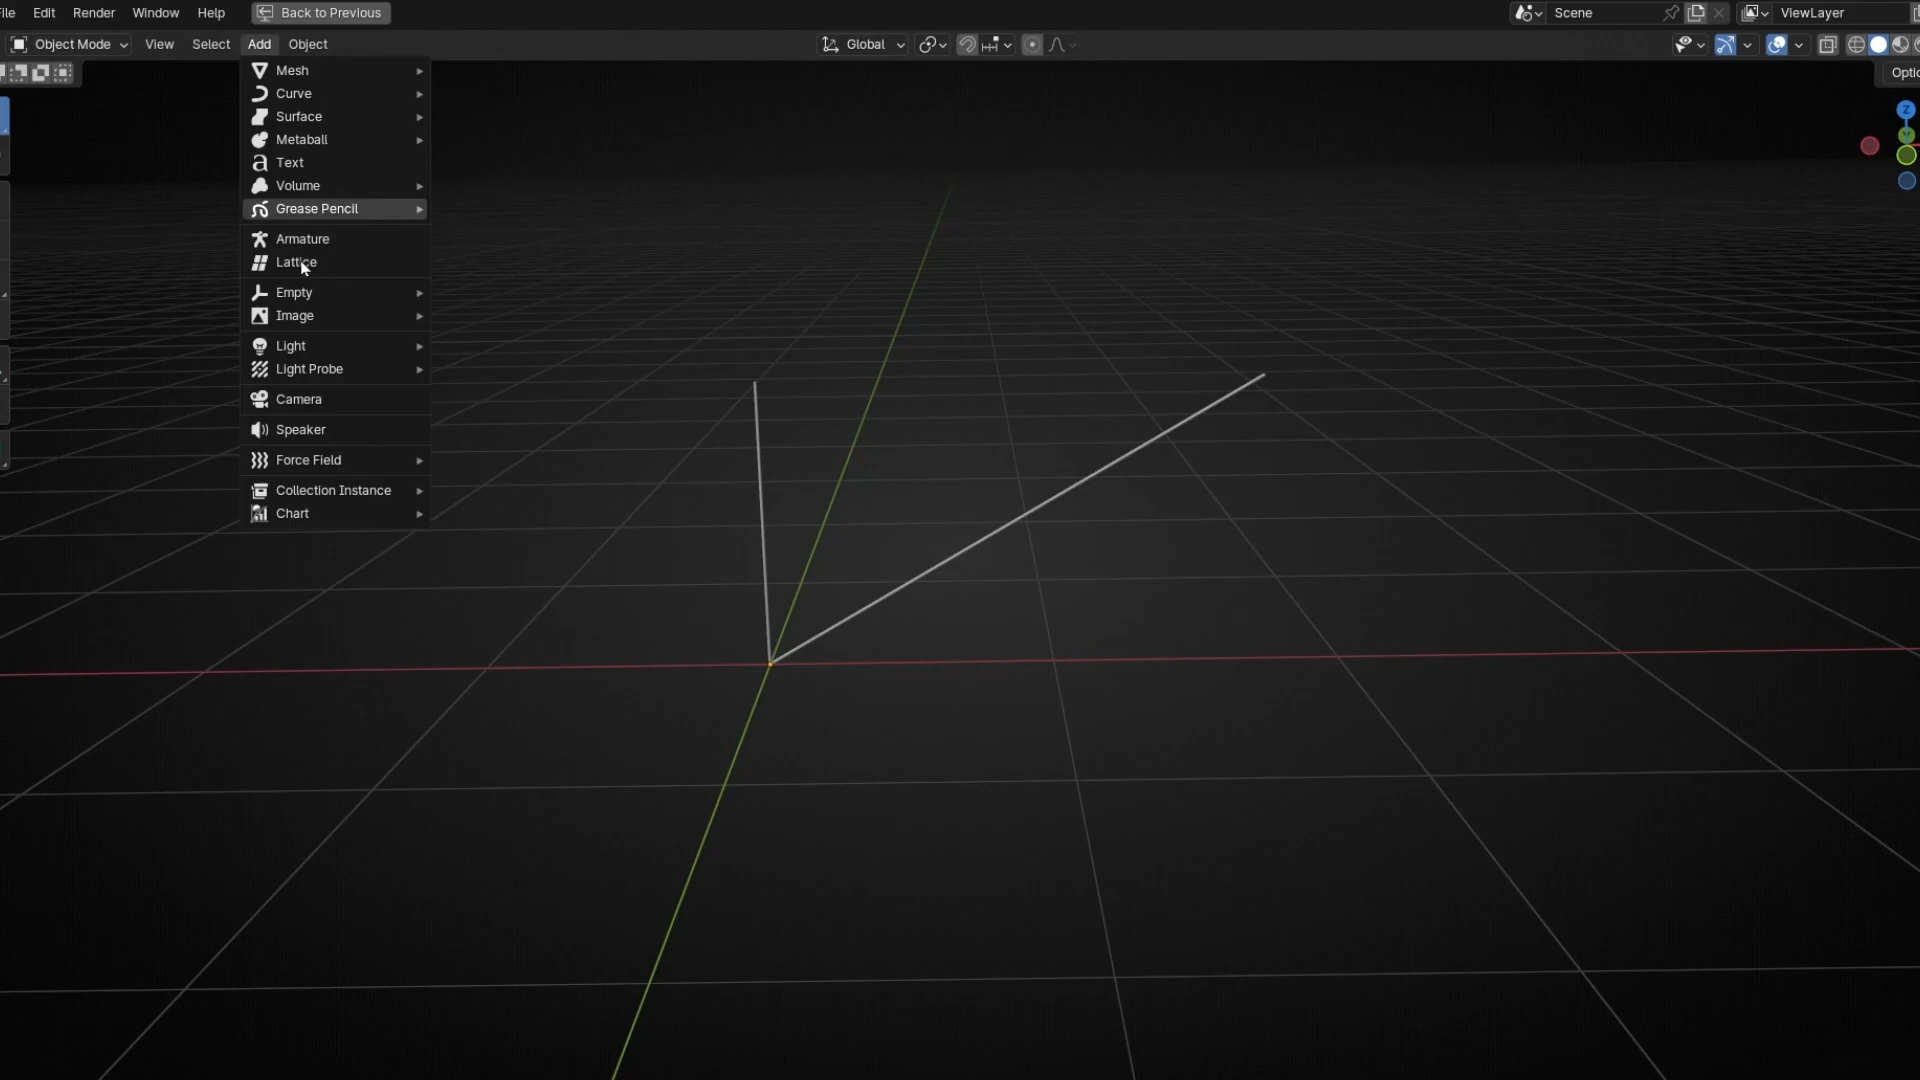 File Edit Render Window Help Back to Previous Scene ViewLayer
Object Mode View Select Add Object Global
Mesh
Curve
Surface
Metaball
Text
Volume
Grease Pencil
Armature
Lattice
Empty
Image
Light
Light Probe
Camera
Speaker
Force Field
Collection Instance
Chart
Optio
Z